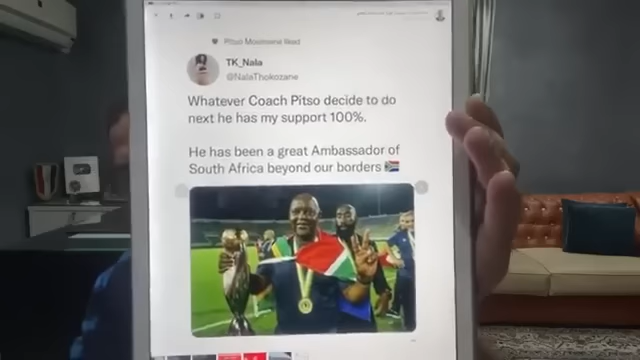 Pitso Mosimane liked
TK_Nala
@NalaThokozane
Whatever Coach Pitso decide to do
next he has my support 100%.
He has been a great Ambassador of
South Africa beyond our borders 🇿🇦